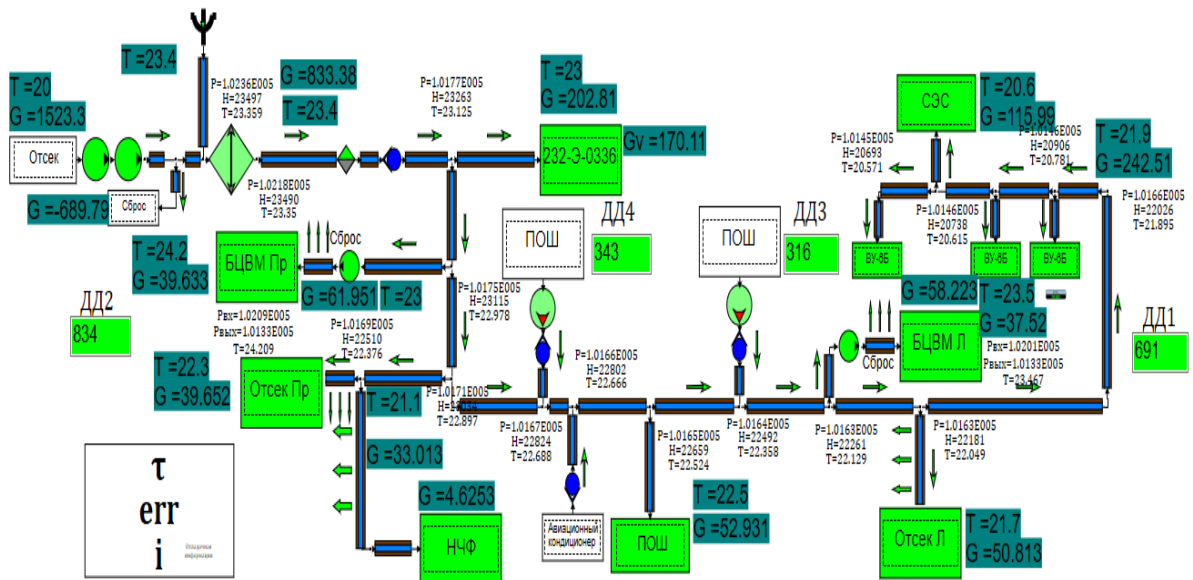 T =20
G =1523.3
Отсек
T =23.4
P=1.0236E005
H=23497
T=23.359
G =833.38
T =23.4
P=1.0177E005
H=23263
T=23.125
T =23
G =202.81
232-Э-0336
Gv =170.11
СЭС
T =20.6
G =115.99
P=1.0145E005
H=20693
T=20.571
P=1.0146E005
H=20906
T=20.781
T =21.9
G =242.51
G =-689.79
Сброс
P=1.0218E005
H=23490
T=23.35
ДД4
ПОШ
343
ДД3
ПОШ
316
P=1.0146E005
H=20738
T=20.615
P=1.0166E005
H=22026
T=21.895
ВУ-6Б
ВУ-6Б
ВУ-6Б
T =24.2
G =39.633
БЦВМ Пр
Сброс
G =61.951
T =23
P=1.0175E005
H=23115
T=22.978
G =58.223
T =23.5
G =37.52
БЦВМ Л
Сброс
Pвх=1.0201E005
Pвых=1.0133E005
T=23.467
ДД1
691
ДД2
834
Pвх=1.0209E005
Pвых=1.0133E005
T=24.209
P=1.0169E005
H=22510
T=22.376
P=1.0166E005
H=22802
T=22.666
T =22.3
G =39.652
Отсек Пр
T =21.1
P=1.0171E005
T=22.897
P=1.0167E005
H=22824
T=22.688
P=1.0165E005
H=22659
T=22.524
P=1.0164E005
H=22492
T=22.358
P=1.0163E005
H=22261
T=22.129
P=1.0163E005
H=22181
T=22.049
G =33.013
G =4.6253
НЧФ
Авиационный
кондиционер
ПОШ
T =22.5
G =52.931
Отсек Л
T =21.7
G =50.813
τ
err
i